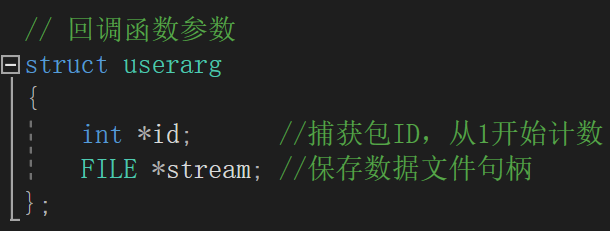 // 回调函数参数
struct userarg
{
int *id; //捕获包ID，从1开始计数
FILE *stream; //保存数据文件句柄
};